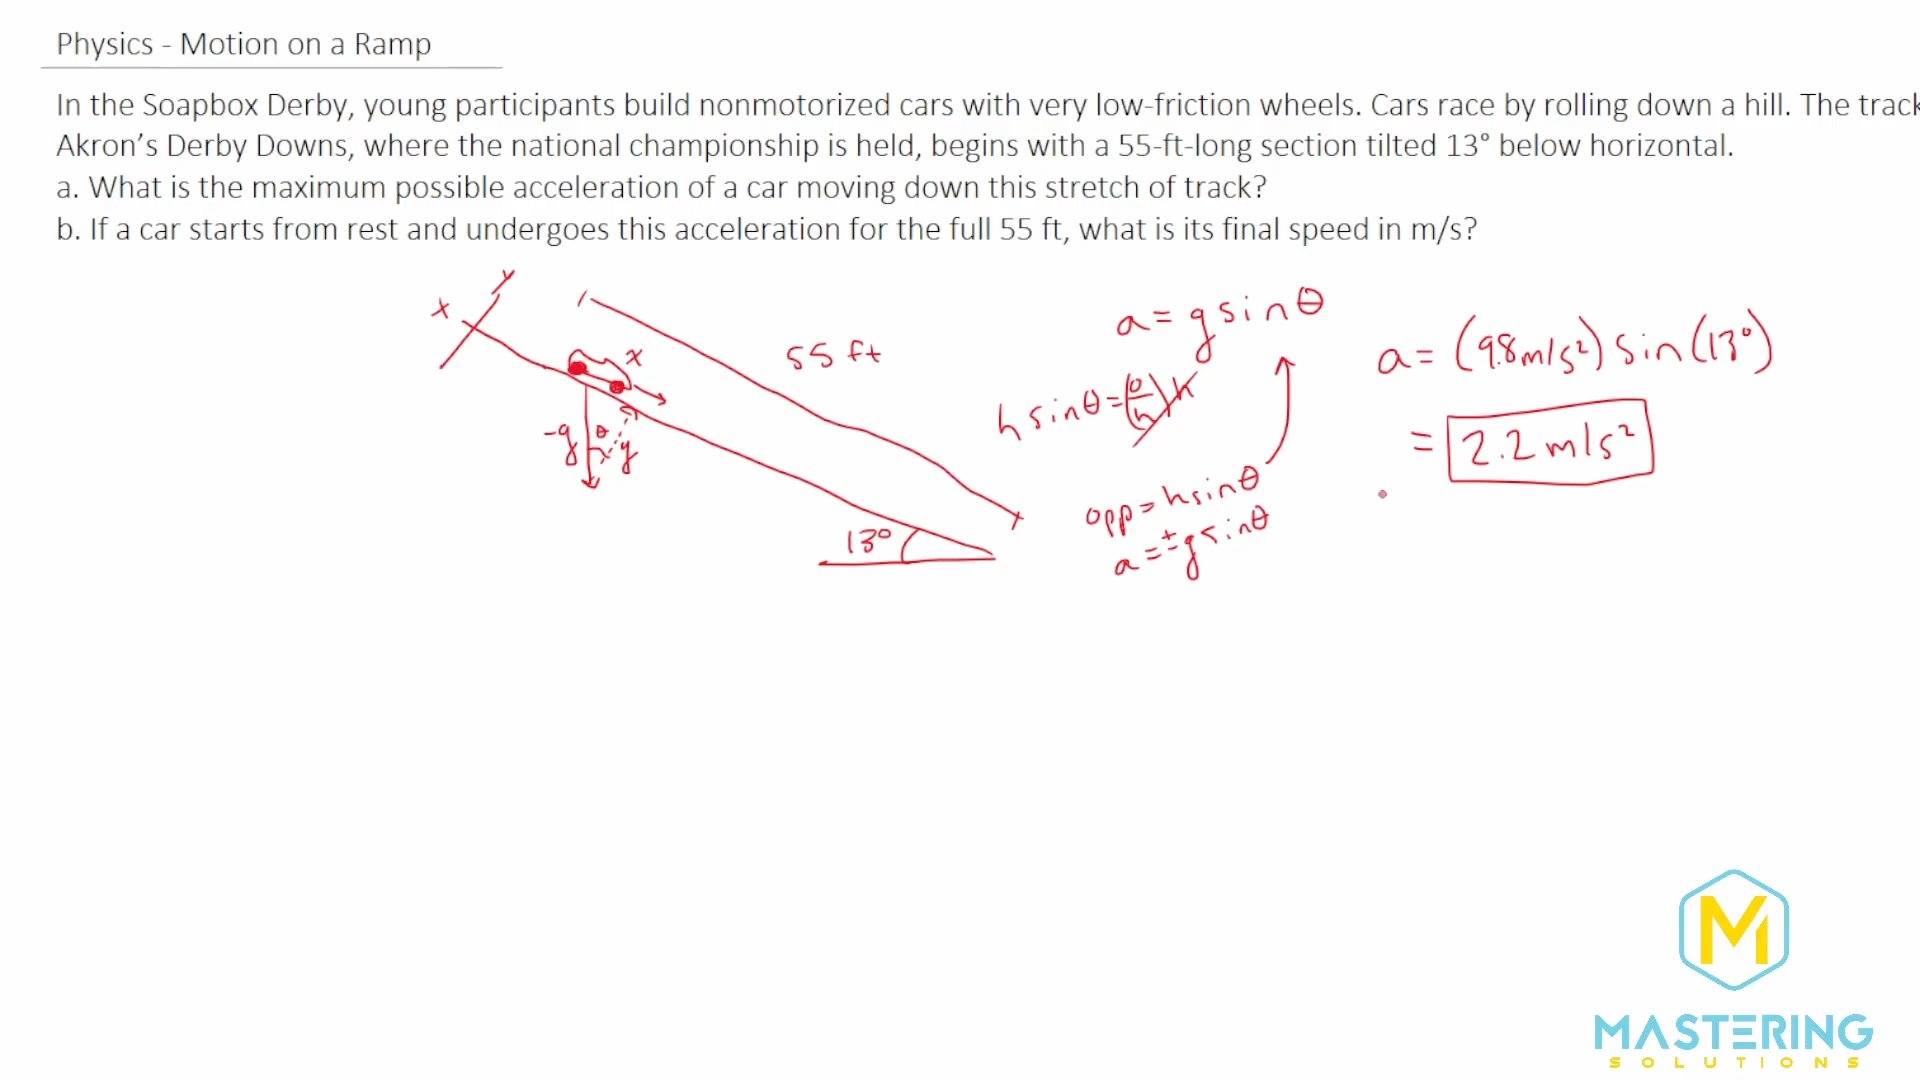 Physics - Motion on a Ramp
In the Soapbox Derby, young participants build nonmotorized cars with very low-friction wheels. Cars race by rolling down a hill. The track
Akron's Derby Downs, where the national championship is held, begins with a 55-ft-long section tilted 13° below horizontal.
a. What is the maximum possible acceleration of a car moving down this stretch of track?
b. If a car starts from rest and undergoes this acceleration for the full 55 ft, what is its final speed in m/s?
y
x
x
55 ft
-g θ y
13°
a = g sin θ
h sin θ = (o/h) h
opp = h sin θ
a = ± g sin θ
a = (9.8 m/s²) sin (13°)
= 2.2 m/s²
M
MASTERING
SOLUTIONS